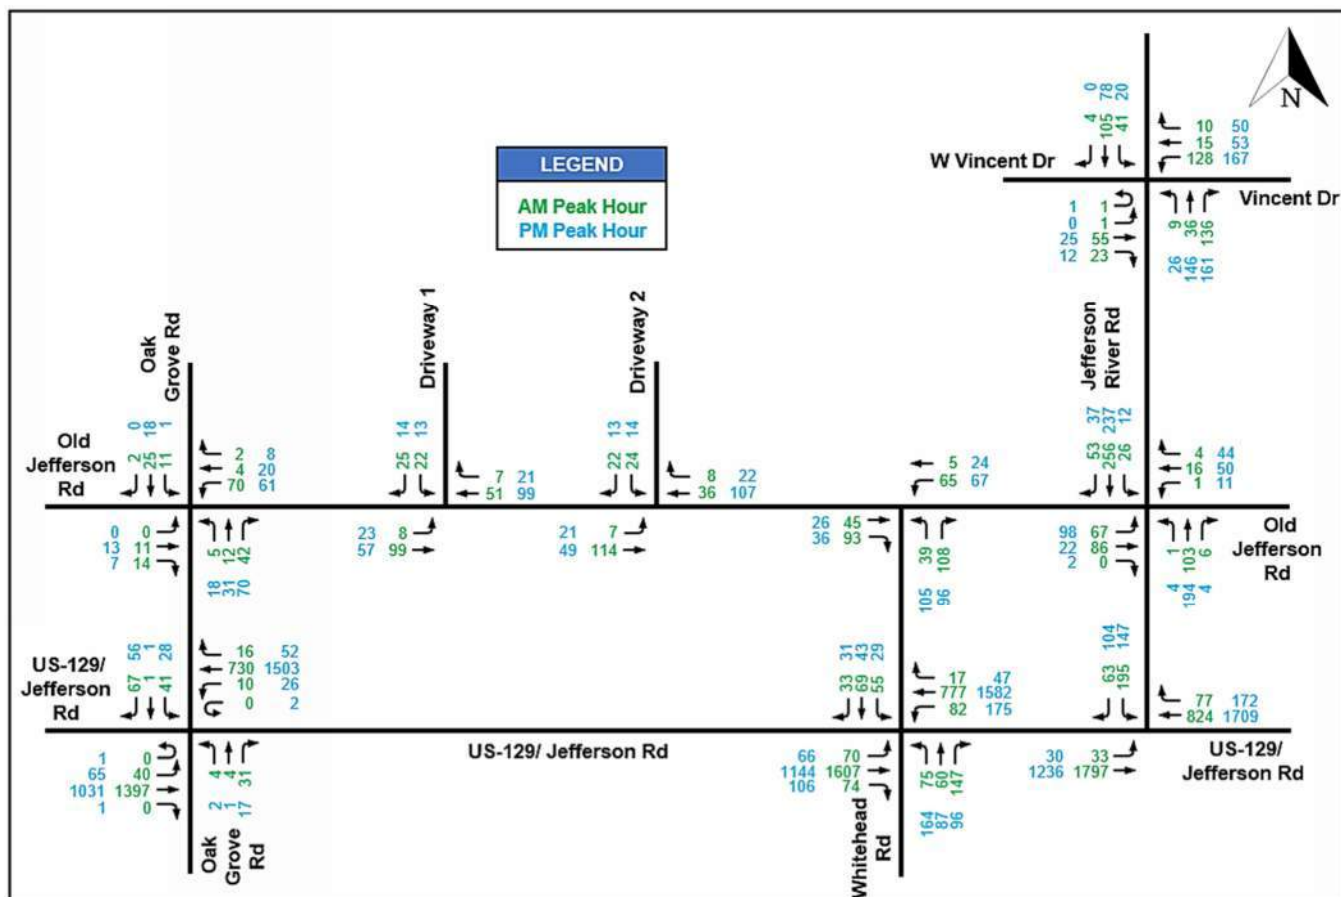 0 78 20
4 105 41
N
10 50
15 53
128 167
W Vincent Dr
Vincent Dr
LEGEND
AM Peak Hour
PM Peak Hour
1 1
0 1
25 55
12 23
9 36 136
26 146 161
Oak
Grove Rd
Driveway 1
Driveway 2
Jefferson
River Rd
Old
Jefferson
Rd
0 18 1
2 25 11
2 8
4 20
70 61
14 13
25 22
7 21
51 99
13 14
22 24
8 22
36 107
5 24
65 67
37 237 12
53 256 26
4 44
16 50
1 11
0 0
13 11
7 14
5 12 42
18 31 70
23 8
57 99
21 7
49 114
26 45
36 93
39 108
105 96
98 67
22 86
2 0
1 103 6
4 194 4
Old
Jefferson
Rd
US-129/
Jefferson
Rd
56 1 28
67 1 41
16 52
730 1503
10 26
0 2
31 43 29
33 69 55
17 47
777 1582
82 175
104 147
63 195
77 172
824 1709
1 0
65 40
1031 1397
1 0
4 4 31
2 1 17
Oak
Grove
Rd
US-129/ Jefferson Rd
66 70
1144 1607
106 74
75 60 147
164 87 96
Whitehead
Rd
30 33
1236 1797
US-129/
Jefferson Rd